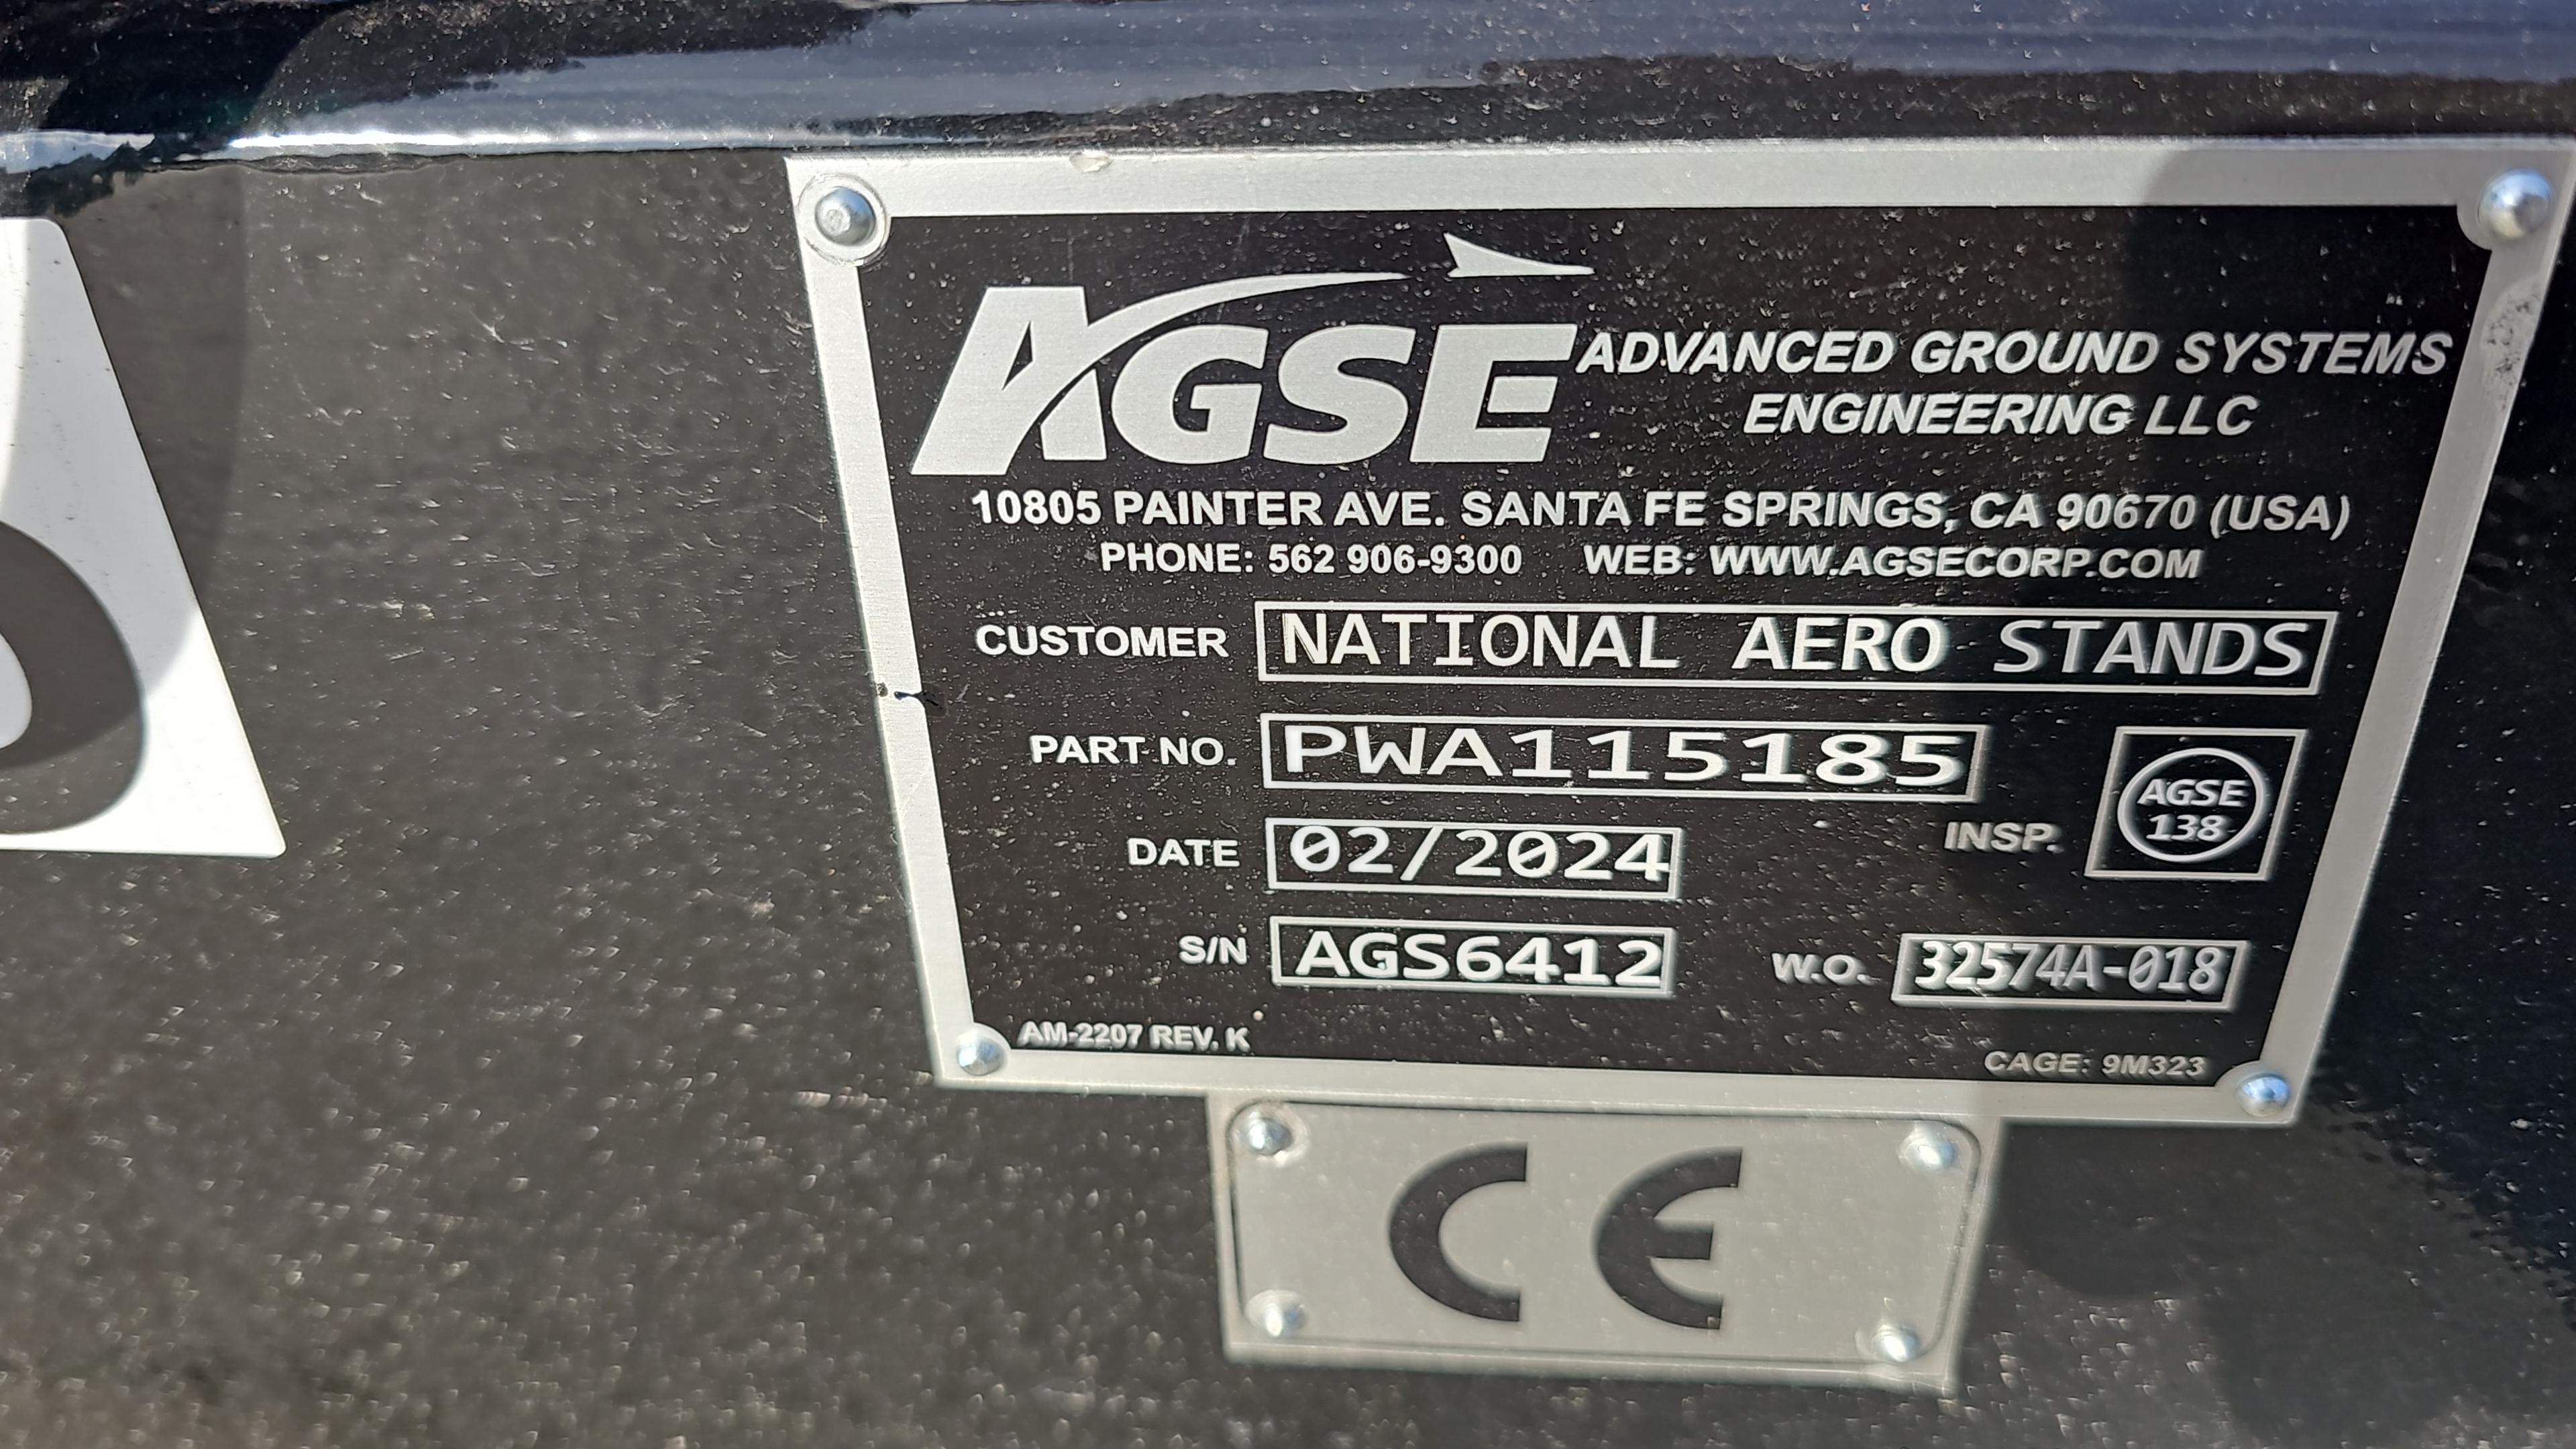 AGSE ADVANCED GROUND SYSTEMS
ENGINEERING LLC
10805 PAINTER AVE. SANTA FE SPRINGS, CA 90670 (USA)
PHONE: 562 906-9300 WEB: WWW.AGSECORP.COM
CUSTOMER NATIONAL AERO STANDS
PART NO. PWA115185
DATE 02/2024
INSP. AGSE
138
S/N AGS6412 W.O. 32574A-018
AM-2207 REV. K
CAGE: 9M323
CE